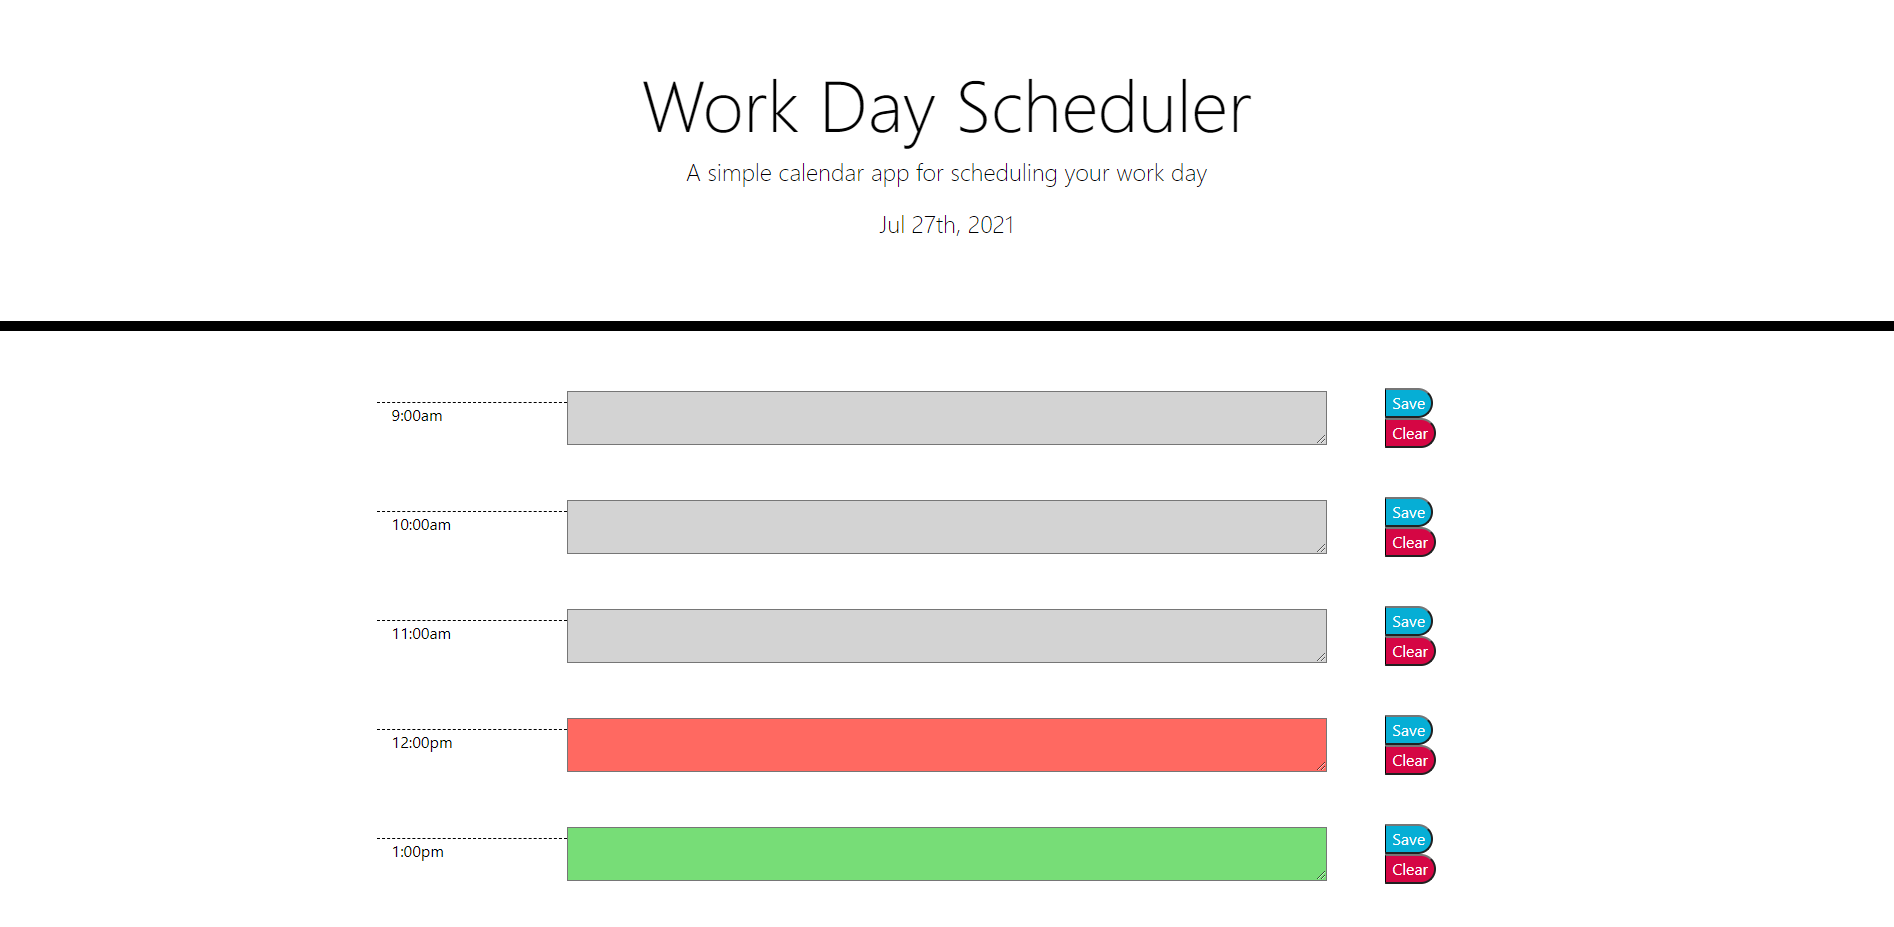 Work Day Scheduler
A simple calendar app for scheduling your work day
Jul 27th, 2021
9:00am
Save
Clear
10:00am
Save
Clear
11:00am
Save
Clear
12:00pm
Save
Clear
1:00pm
Save
Clear